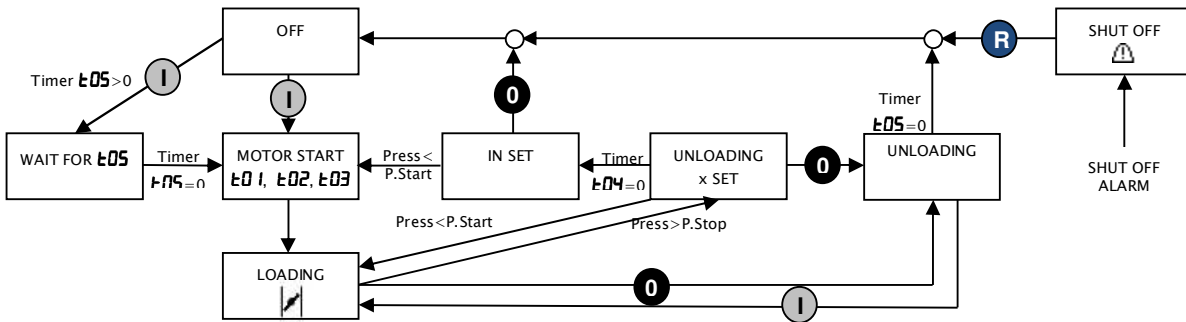 OFF
R
SHUT OFF
Timer t05>0
I
I
0
0
Timer
t05=0
WAIT FOR t05
Timer
t05=0
MOTOR START
t01, t02, t03
Press<
P.Start
IN SET
Timer
t04=0
UNLOADING
x SET
0
UNLOADING
SHUT OFF
ALARM
Press<P.Start
Press>P.Stop
LOADING
0
I